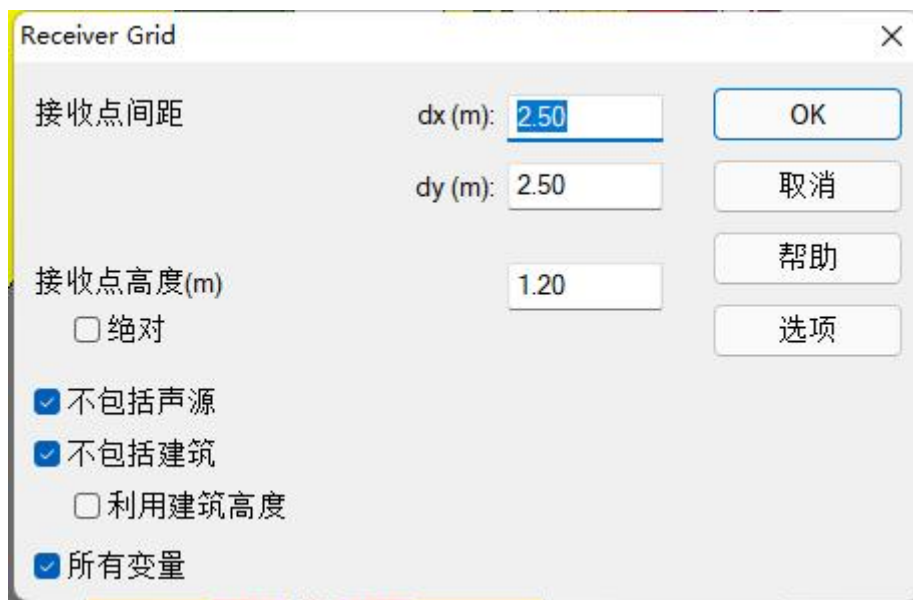 Receiver Grid
接收点间距 dx (m): 2.50 OK
dy (m): 2.50 取消
帮助
接收点高度(m) 1.20
绝对 选项
不包括声源
不包括建筑
利用建筑高度
所有变量